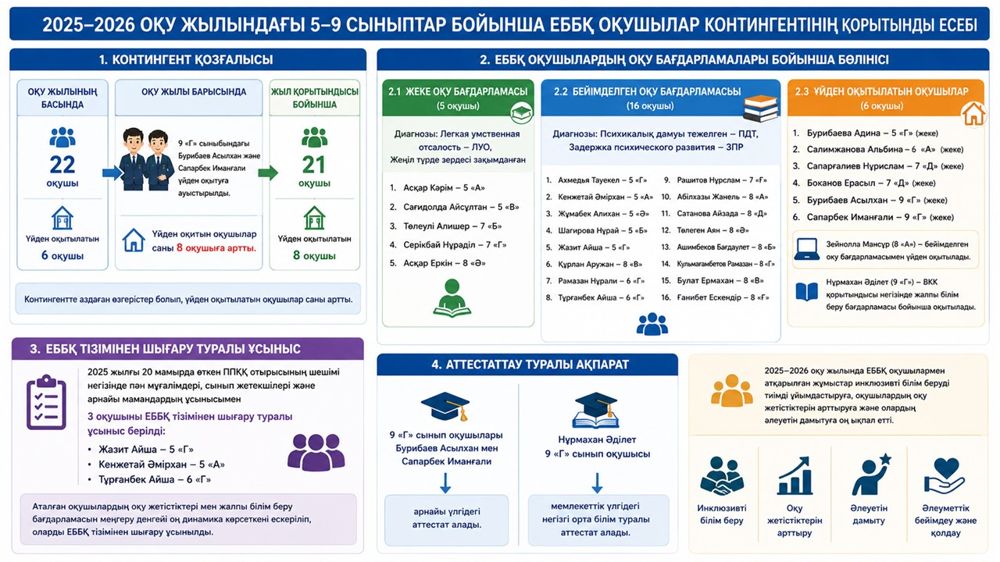 2025–2026 ОҚУ ЖЫЛЫНДАҒЫ 5–9 СЫНЫПТАР БОЙЫНША ЕББҚ ОҚУШЫЛАР КОНТИНГЕНТІНІҢ ҚОРЫТЫНДЫ ЕСЕБІ
1. КОНТИНГЕНТ ҚОЗҒАЛЫСЫ
ОҚУ ЖЫЛЫНЫҢ
БАСЫНДА
22
оқушы
Үйден оқытылатын
6 оқушы
ОҚУ ЖЫЛЫ БАРЫСЫНДА
9 «Г» сыныбындағы
Бурибаев Асылхан және
Сапарбек Иманғали
үйден оқытуға
ауыстырылды.
Үйден оқитын оқушылар
саны 8 оқушыға артты.
ЖЫЛ ҚОРЫТЫНДЫСЫ
БОЙЫНША
21
оқушы
Үйден оқытылатын
8 оқушы
Контингентте аздаған өзгерістер болып, үйден оқытылатын оқушылар саны артты.
2. ЕББҚ ОҚУШЫЛАРДЫҢ ОҚУ БАҒДАРЛАМАЛАРЫ БОЙЫНША БӨЛІНІСІ
2.1 ЖЕКЕ ОҚУ БАҒДАРЛАМАСЫ
(5 оқушы)
Диагнозы: Легкая умственная
отсалость – ЛУО,
Жеңіл түрде зердесі зақымданған
1. Асқар Кәрім – 5 «А»
2. Сағидолда Айсұлтан – 5 «В»
3. Төлеулі Алишер – 7 «Б»
4. Серікбай Нұрәділ – 7 «Г»
5. Асқар Еркін – 8 «Ә»
2.2 БЕЙІМДЕЛГЕН ОҚУ БАҒДАРЛАМАСЫ
(16 оқушы)
Диагнозы: Психикалық дамуы тежелген – ПДТ,
Задержка психического развития – ЗПР
1. Ахмедья Тауекел – 5 «Г»
2. Кенжетай Әмірхан – 5 «А»
3. Жұмабек Алихан – 5 «Ә»
4. Шагирова Нұрай – 5 «Б»
5. Жазит Айша – 5 «Г»
6. Құрлан Аружан – 8 «В»
7. Рамазан Нұрали – 6 «Г»
8. Тұрғанбек Айша – 6 «Г»
9. Рашитов Нұрслам – 7 «Ғ»
10. Абілхазы Жанель – 8 «А»
11. Сатанова Айзада – 8 «Д»
12. Төлеген Аян – 8 «Ә»
13. Ашимбеков Бағдаулет – 8 «Б»
14. Кульмагамбетов Рамазан – 8 «Г»
15. Булат Ермахан – 8 «В»
16. Ғанибет Ескендір – 8 «Ғ»
2.3 ҮЙДЕН ОҚЫТЫЛАТЫН ОҚУШЫЛАР
(6 оқушы)
1. Бурибаева Адина – 5 «Г» (жеке)
2. Салимжанова Альбина – 6 «А» (жеке)
3. Сапарғалиев Нұрислам – 7 «Д» (жеке)
4. Боканов Ерасыл – 7 «Д» (жеке)
5. Бурибаев Асылхан – 9 «Г» (жеке)
6. Сапарбек Иманғали – 9 «Г» (жеке)
Зейнолла Мансұр (8 «А») – бейімделген
оқу бағдарламасымен үйден оқытылады.
Нұрмахан Әділет (9 «Г») – ВКК
қорытындысы негізінде жалпы білім
беру бағдарламасы бойынша оқытылады.
3. ЕББҚ ТІЗІМІНЕН ШЫҒАРУ ТУРАЛЫ ҰСЫНЫС
2025 жылғы 20 мамырда өткен ППҚҚ отырысының шешімі
негізінде пән мұғалімдері, сынып жетекшілері және
арнайы мамандардың ұсынысымен
3 оқушыны ЕББҚ тізімінен шығару туралы
ұсыныс берілді:
• Жазит Айша – 5 «Г»
• Кенжетай Әмірхан – 5 «А»
• Тұрғанбек Айша – 6 «Г»
Аталған оқушылардың оқу жетістіктері мен жалпы білім беру
бағдарламасын меңгеру денгейі оң динамика көрсеткені ескеріліп,
оларды ЕББҚ тізімінен шығару ұсынылды.
4. АТТЕСТАТТАУ ТУРАЛЫ АҚПАРАТ
9 «Г» сынып оқушылары
Бурибаев Асылхан мен
Сапарбек Иманғали
арнайы үлгідегі
аттестат алады.
Нұрмахан Әділет
9 «Г» сынып оқушысы
мемлекеттік үлгідегі
негізгі орта білім туралы
аттестат алады.
2025–2026 оқу жылында ЕББҚ оқушылармен
атқарылған жұмыстар инклюзивті білім беруді
тиімді ұйымдастыруға, оқушылардың оқу
жетістіктерін арттыруға және олардың
әлеуетін дамытуға оң ықпал етті.
Инклюзивті
білім беру
Оқу
жетістіктерін
арттыру
Әлеуетін
дамыту
Әлеуметтік
бейімдеу және
қолдау